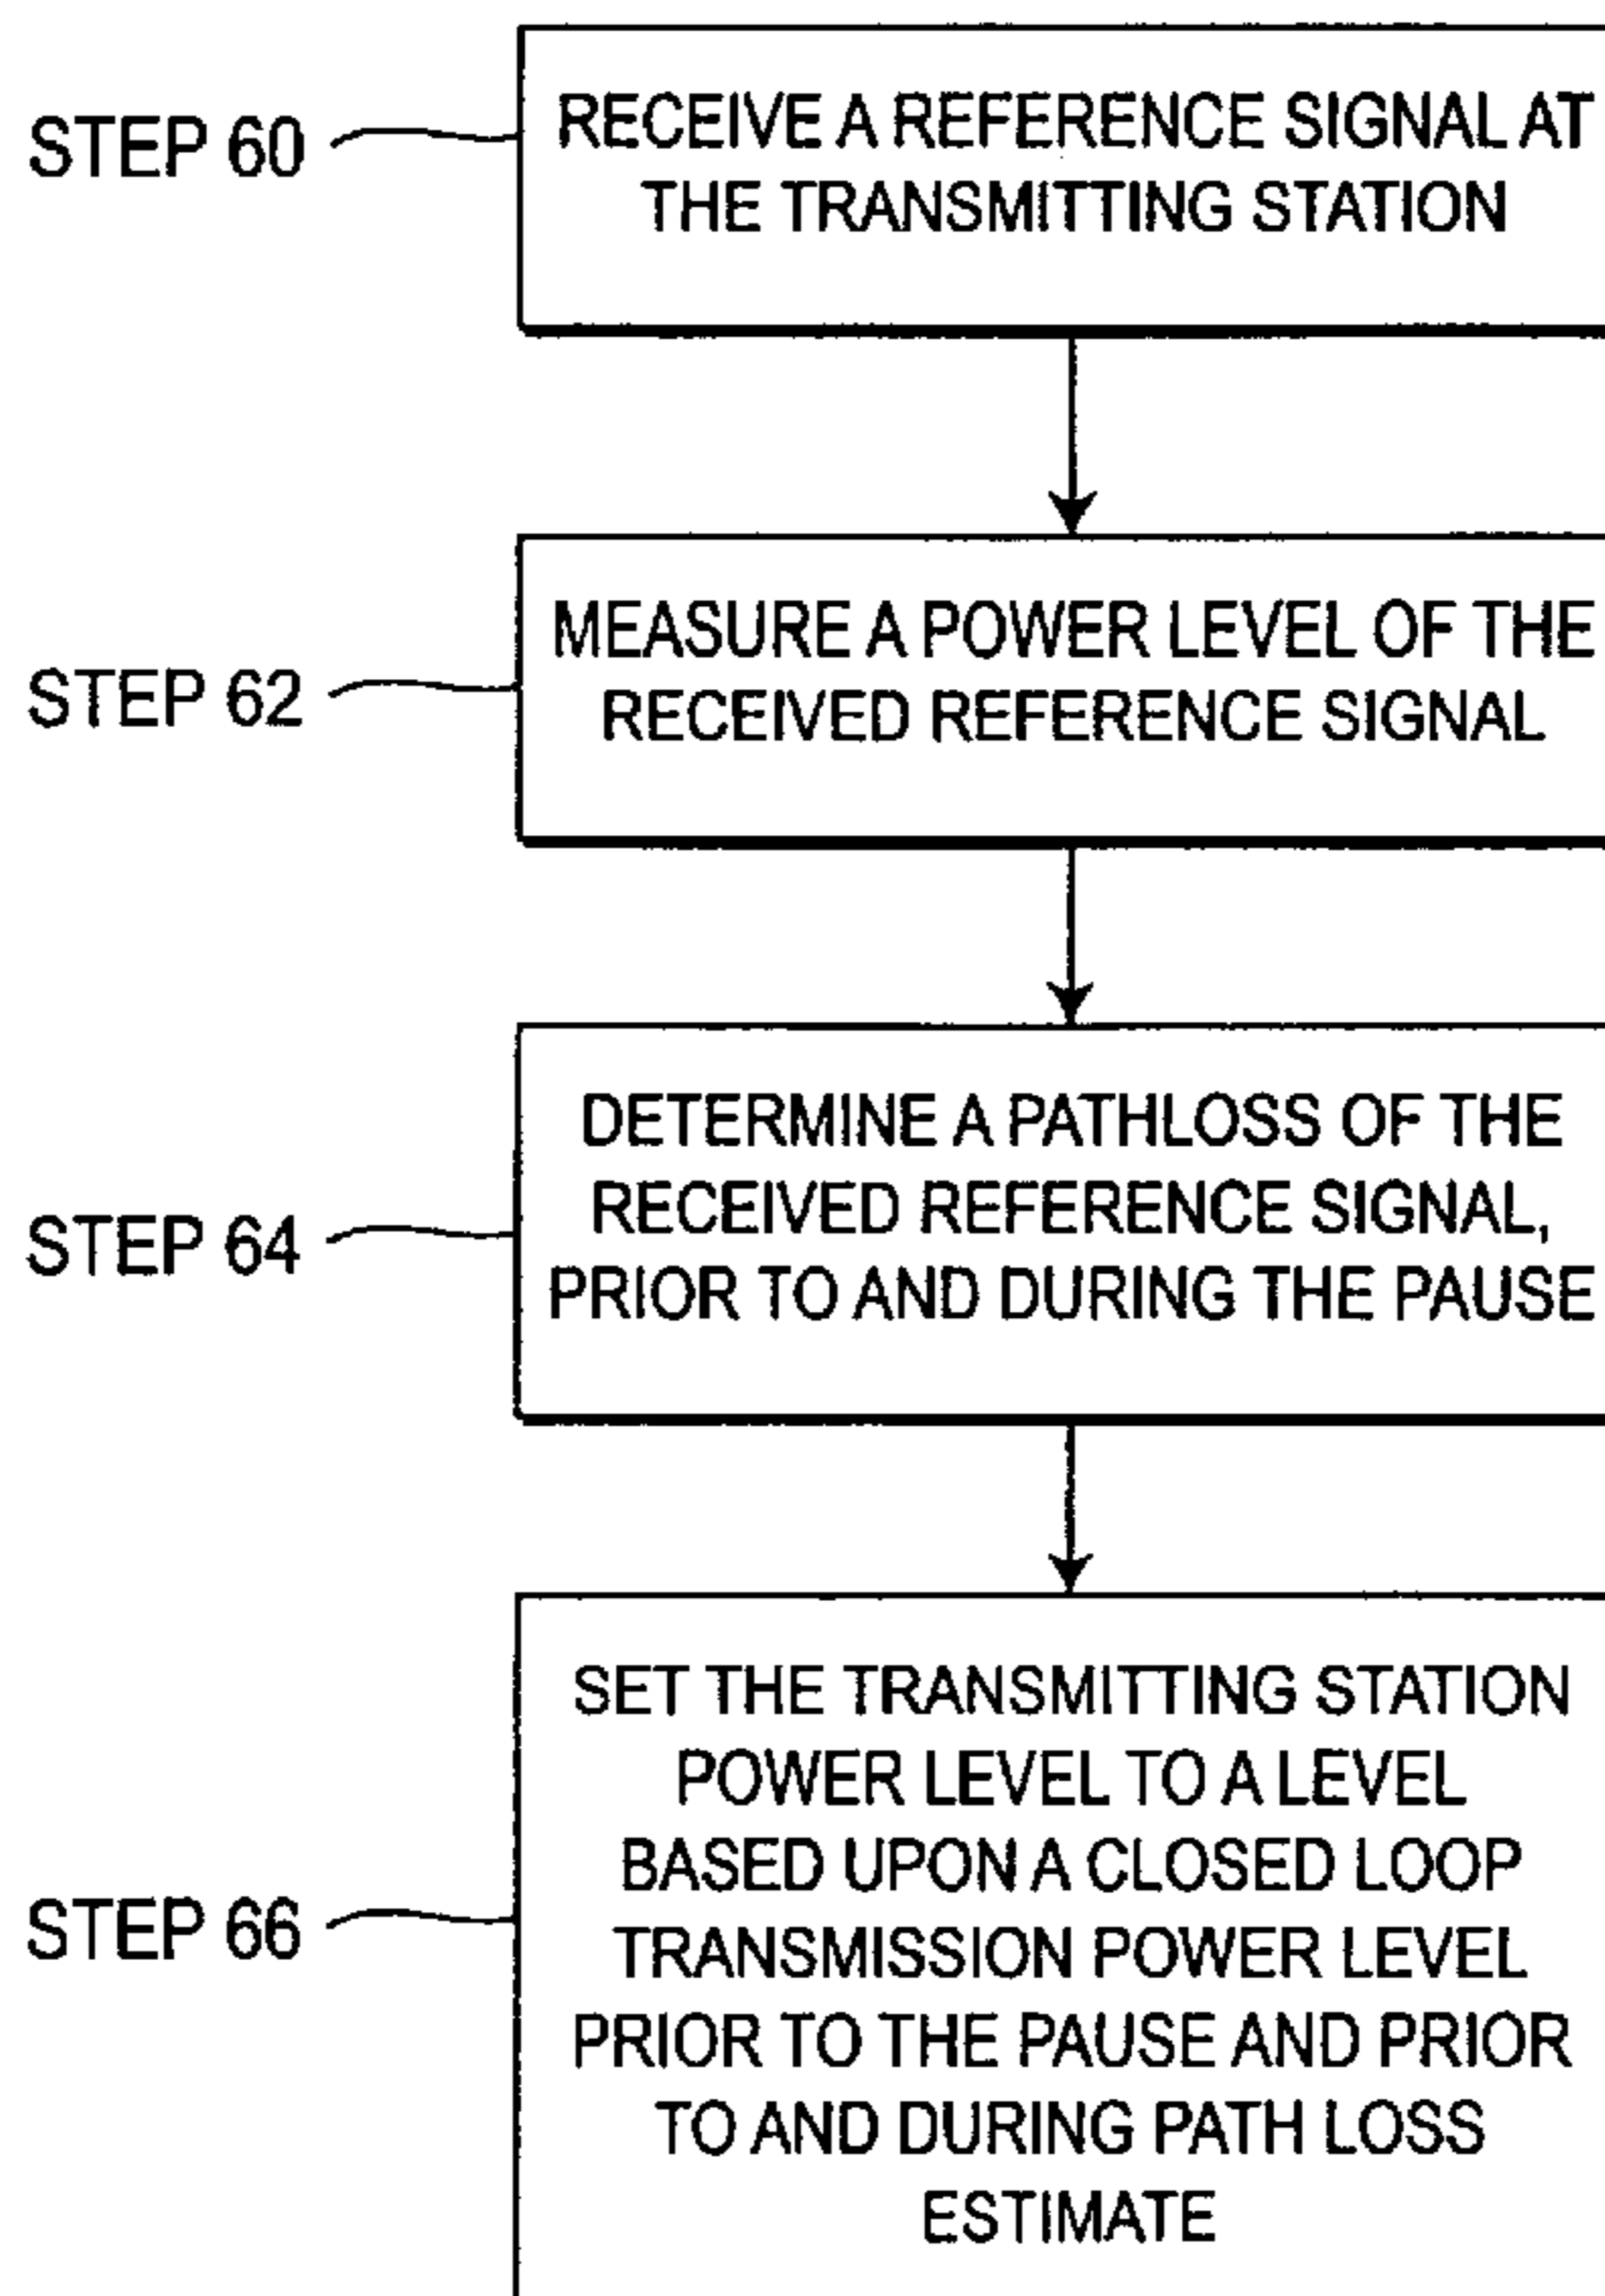 STEP 60
RECEIVE A REFERENCE SIGNAL AT
THE TRANSMITTING STATION
STEP 62
MEASURE A POWER LEVEL OF THE
RECEIVED REFERENCE SIGNAL
STEP 64
DETERMINE A PATHLOSS OF THE
RECEIVED REFERENCE SIGNAL,
PRIOR TO AND DURING THE PAUSE
STEP 66
SET THE TRANSMITTING STATION
POWER LEVEL TO A LEVEL
BASED UPON A CLOSED LOOP
TRANSMISSION POWER LEVEL
PRIOR TO THE PAUSE AND PRIOR
TO AND DURING PATH LOSS
ESTIMATE